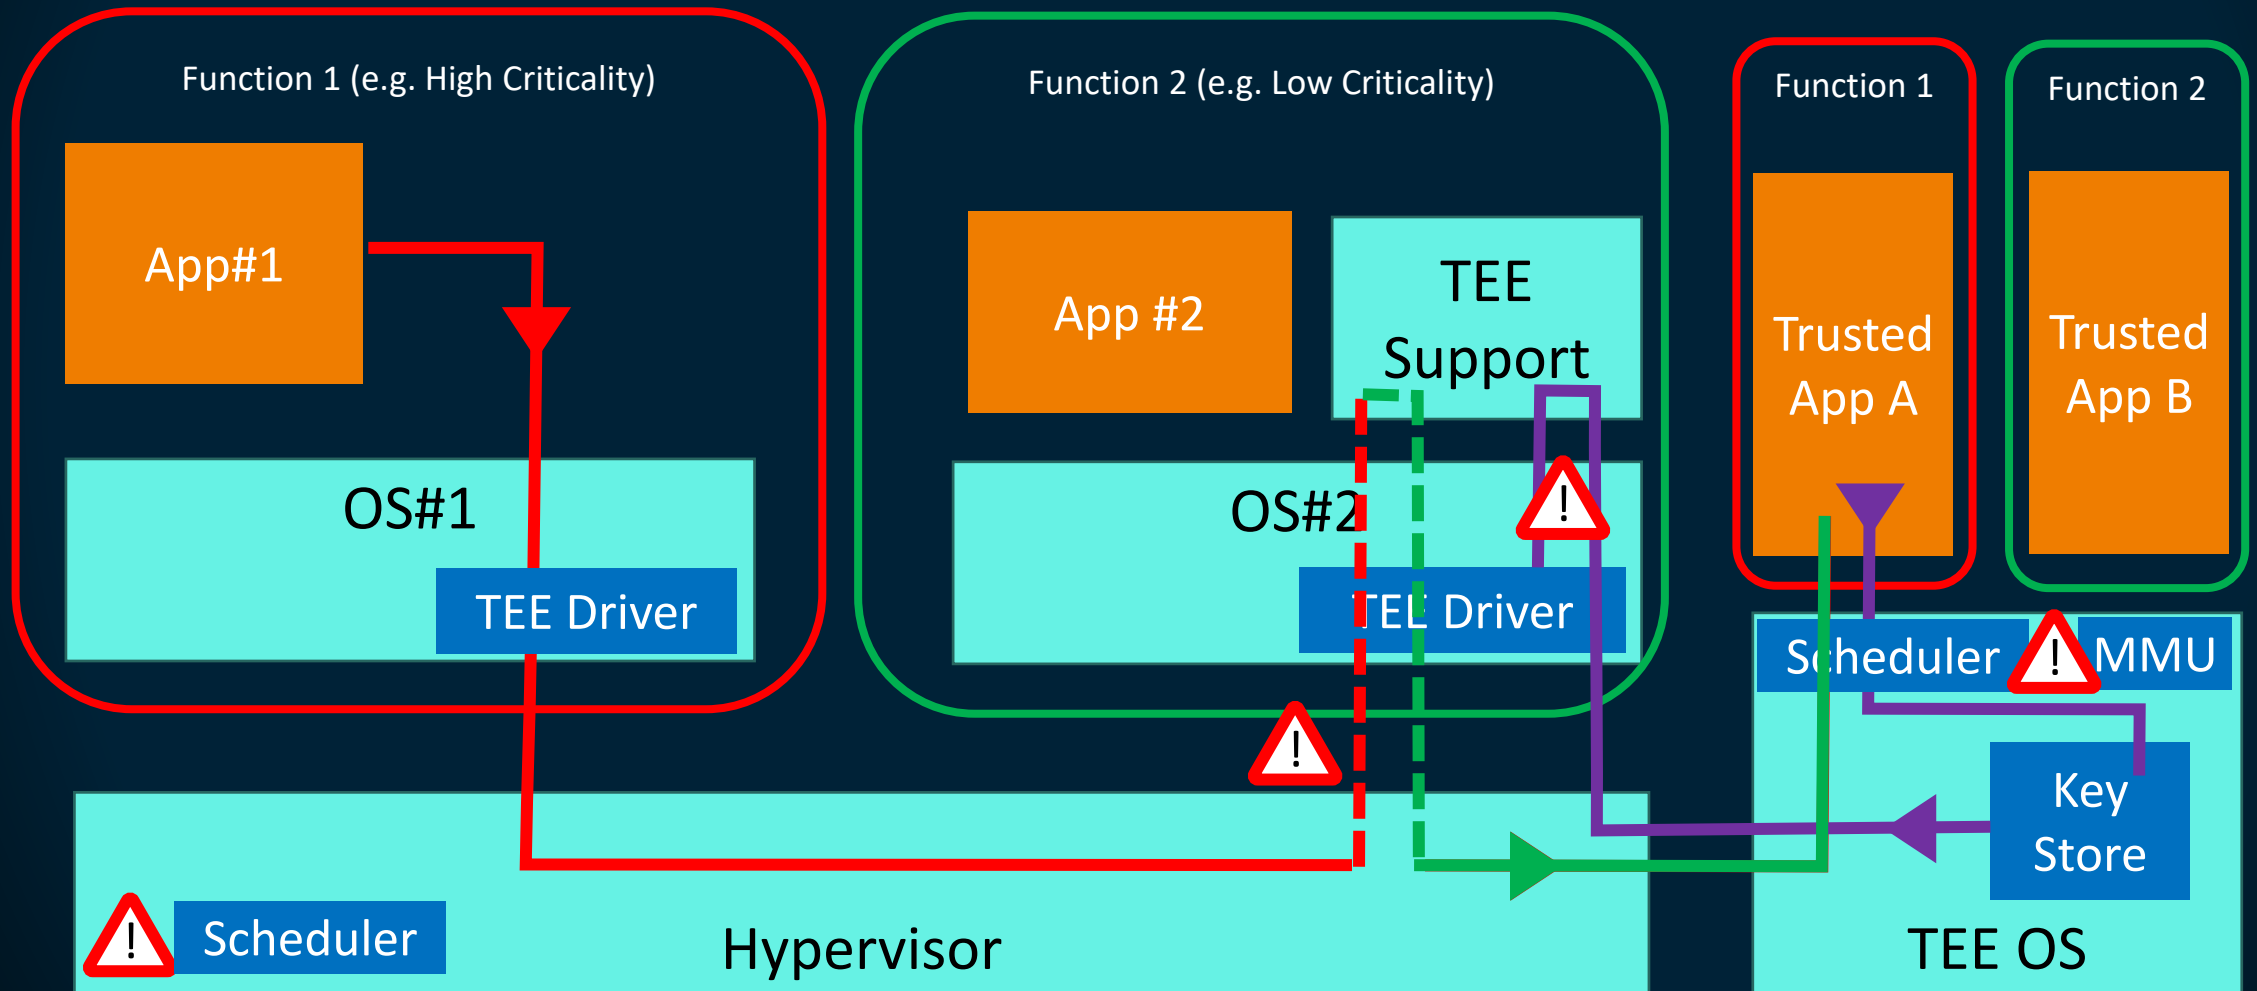 Function 1 (e.g. High Criticality)
App#1
OS#1
TEE Driver
Function 2 (e.g. Low Criticality)
App #2
TEE
Support
OS#2
TEE Driver
Function 1
Trusted
App A
Function 2
Trusted
App B
Scheduler
MMU
Key
Store
TEE OS
Scheduler
Hypervisor
!
!
!
!